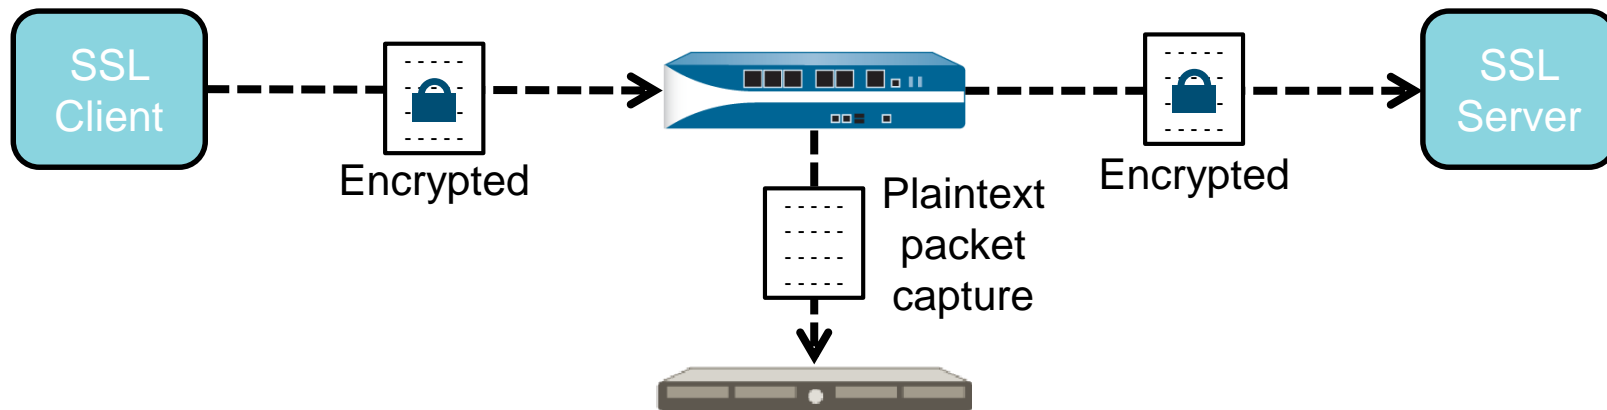 SSL
Client
Encrypted
Plaintext
packet
capture
Encrypted
SSL
Server